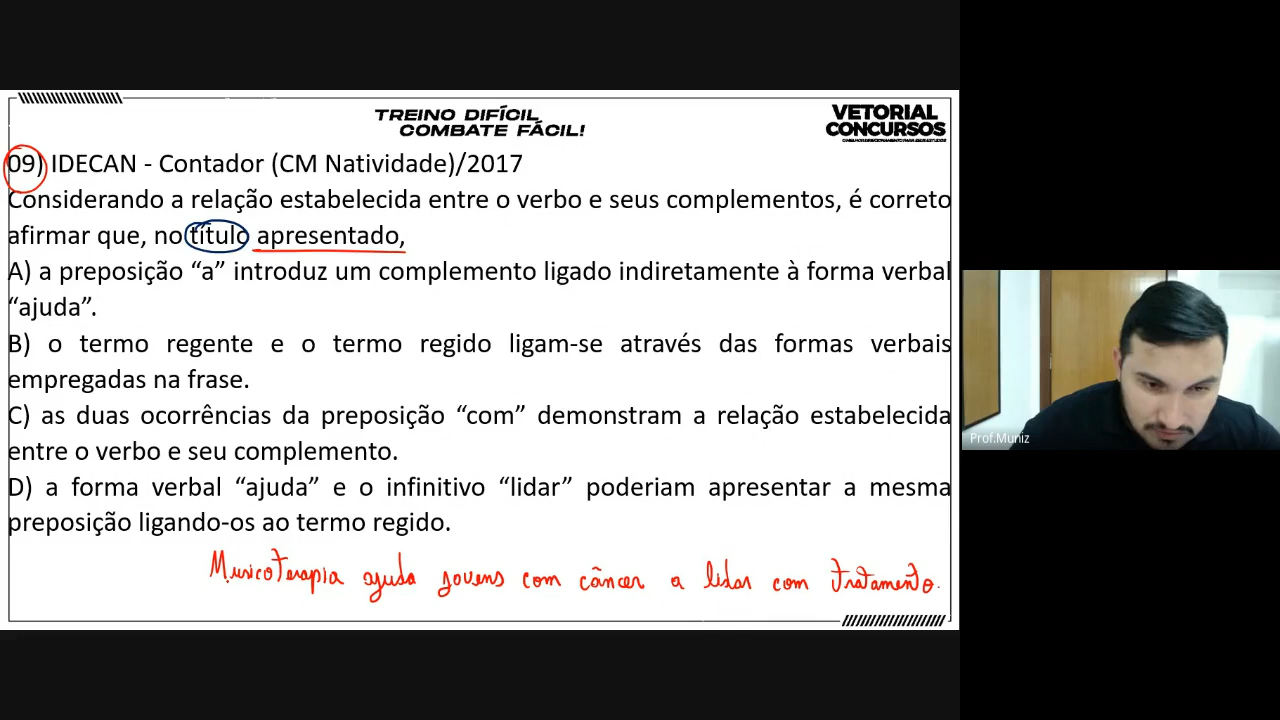 TREINO DIFÍCIL
COMBATE FÁCIL!
VETORIAL
CONCURSOS
09) IDECAN - Contador (CM Natividade)/2017
Considerando a relação estabelecida entre o verbo e seus complementos, é correto
afirmar que, no título apresentado,
A) a preposição “a” introduz um complemento ligado indiretamente à forma verbal
“ajuda”.
B) o termo regente e o termo regido ligam-se através das formas verbais
empregadas na frase.
C) as duas ocorrências da preposição “com” demonstram a relação estabelecida
entre o verbo e seu complemento.
D) a forma verbal “ajuda” e o infinitivo “lidar” poderiam apresentar a mesma
preposição ligando-os ao termo regido.
Musicoterapia ajuda jovens com câncer a lidar com tratamento.
Prof.Muniz